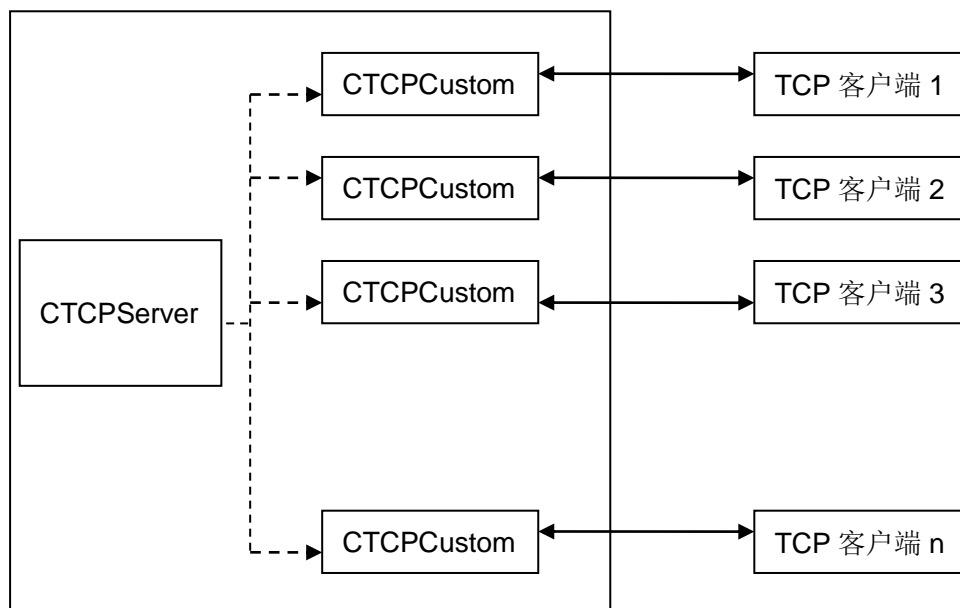 CTCPCustom
TCP 客户端 1
CTCPCustom
TCP 客户端 2
CTCPServer
CTCPCustom
TCP 客户端 3
CTCPCustom
TCP 客户端 n